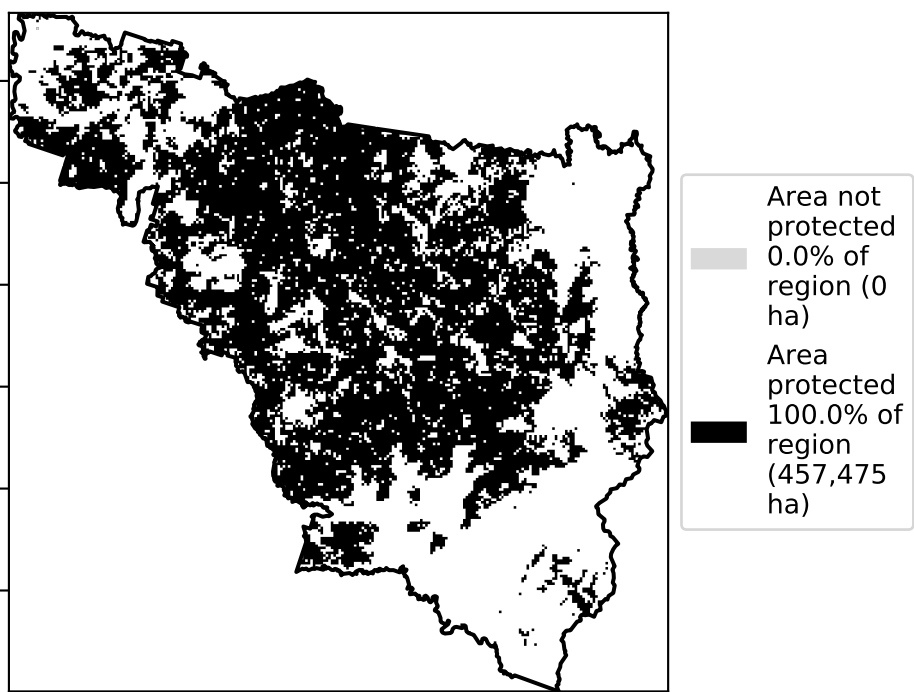 Area not
protected
0.0% of
region (0
ha)
Area
protected
100.0% of
region
(457,475
ha)